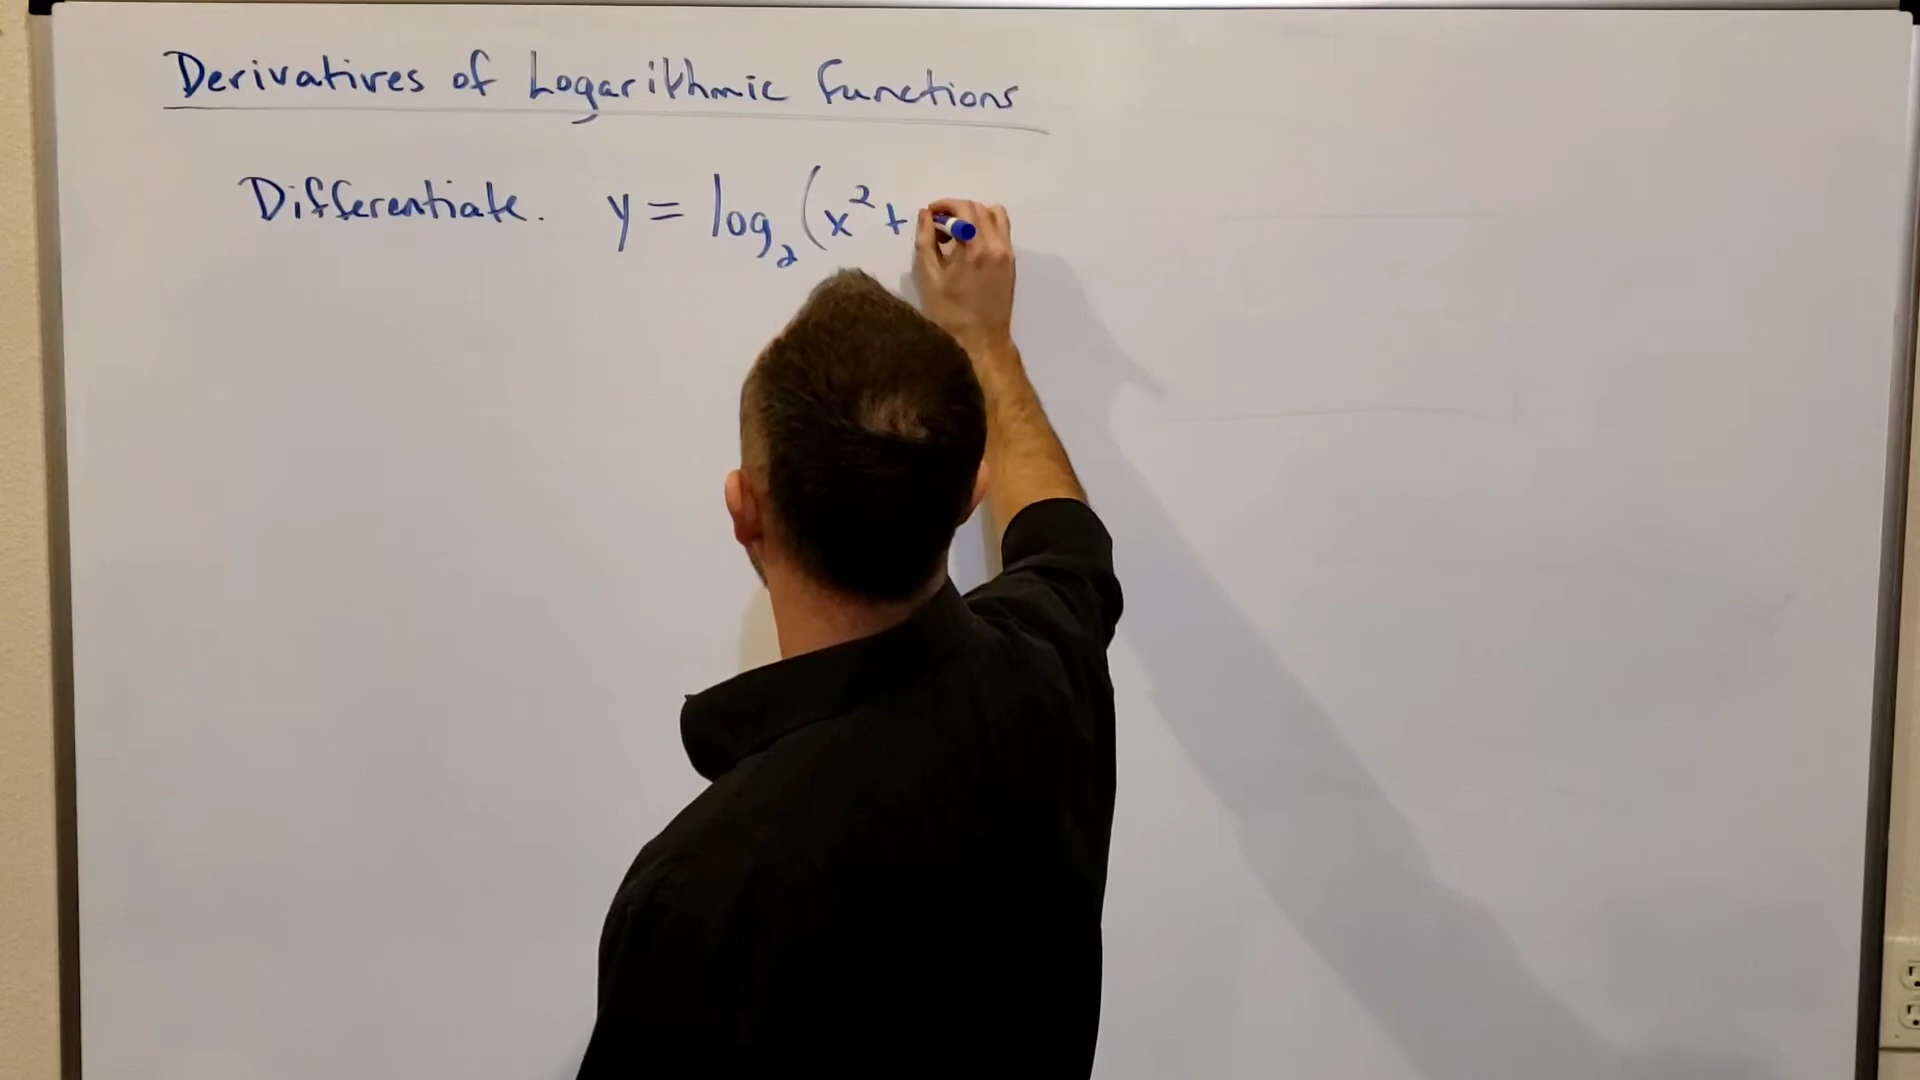 Derivatives of Logarithmic Functions
Differentiate. y = log₂ (x² +